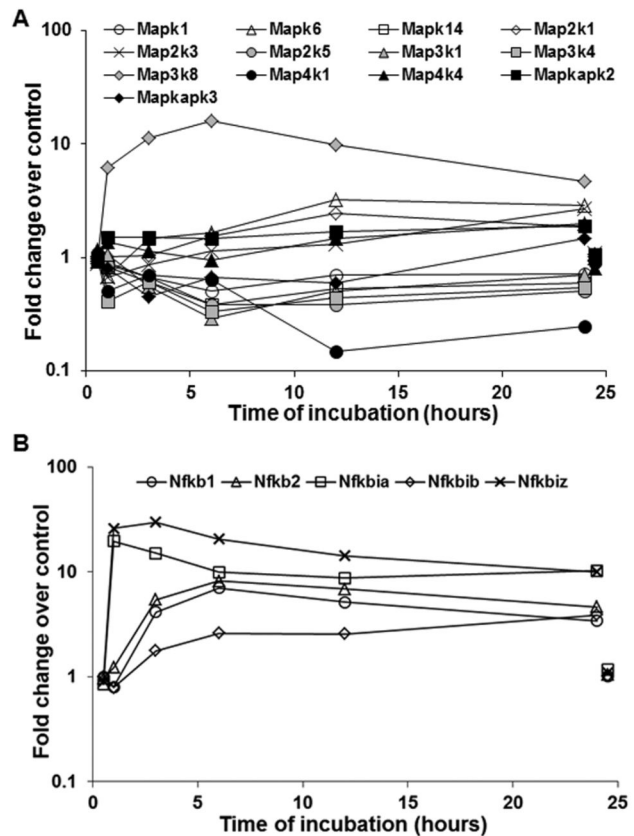 A
100
Mapk1 Mapk6 Mapk14 Map2k1
Map2k3 Map2k5 Map3k1 Map3k4
Map3k8 Map4k1 Map4k4 Mapkapk2
Mapkapk3
10
1
0.1
Fold change over control
0 5 10 15 20 25
Time of incubation (hours)
B
100
Nfkb1 Nfkb2 Nfkbia Nfkbib Nfkbiz
10
1
0.1
Fold change over control
0 5 10 15 20 25
Time of incubation (hours)